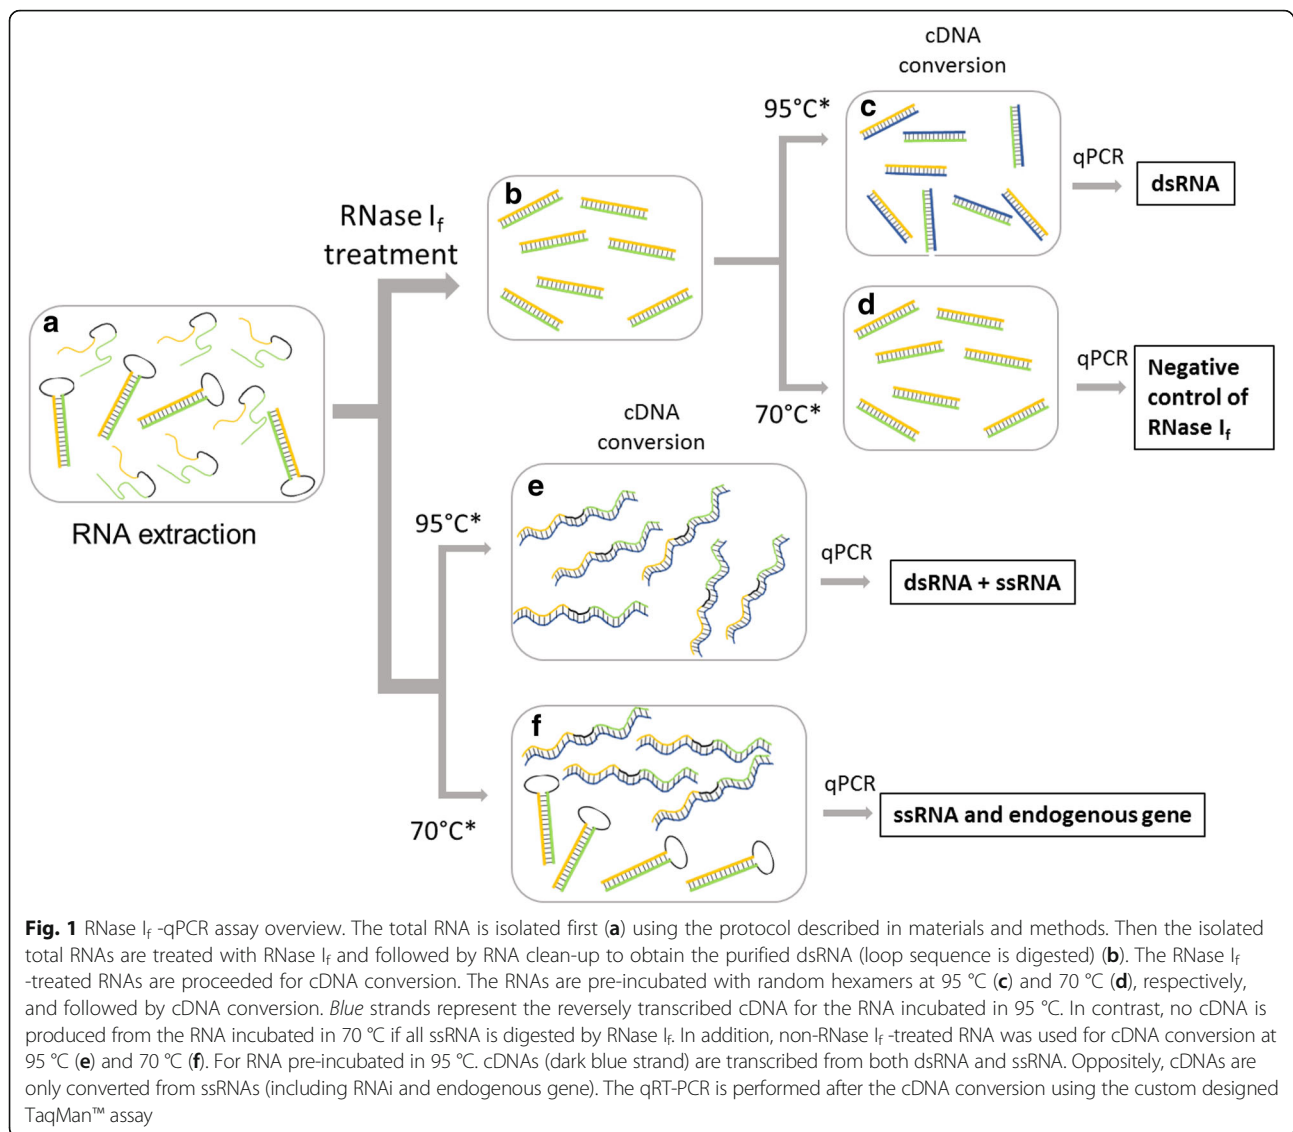 cDNA
conversion
95°C*
c
qPCR
dsRNA
b
RNase If
treatment
a
d
70°C*
qPCR
Negative
control of
RNase If
RNA extraction
cDNA
conversion
95°C*
e
qPCR
dsRNA + ssRNA
f
70°C*
qPCR
ssRNA and endogenous gene
Fig. 1 RNase If -qPCR assay overview. The total RNA is isolated first (a) using the protocol described in materials and methods. Then the isolated
total RNAs are treated with RNase If and followed by RNA clean-up to obtain the purified dsRNA (loop sequence is digested) (b). The RNase If
-treated RNAs are proceeded for cDNA conversion. The RNAs are pre-incubated with random hexamers at 95 °C (c) and 70 °C (d), respectively,
and followed by cDNA conversion. Blue strands represent the reversely transcribed cDNA for the RNA incubated in 95 °C. In contrast, no cDNA is
produced from the RNA incubated in 70 °C if all ssRNA is digested by RNase If. In addition, non-RNase If -treated RNA was used for cDNA conversion at
95 °C (e) and 70 °C (f). For RNA pre-incubated in 95 °C. cDNAs (dark blue strand) are transcribed from both dsRNA and ssRNA. Oppositely, cDNAs are
only converted from ssRNAs (including RNAi and endogenous gene). The qRT-PCR is performed after the cDNA conversion using the custom designed
TaqMan™ assay